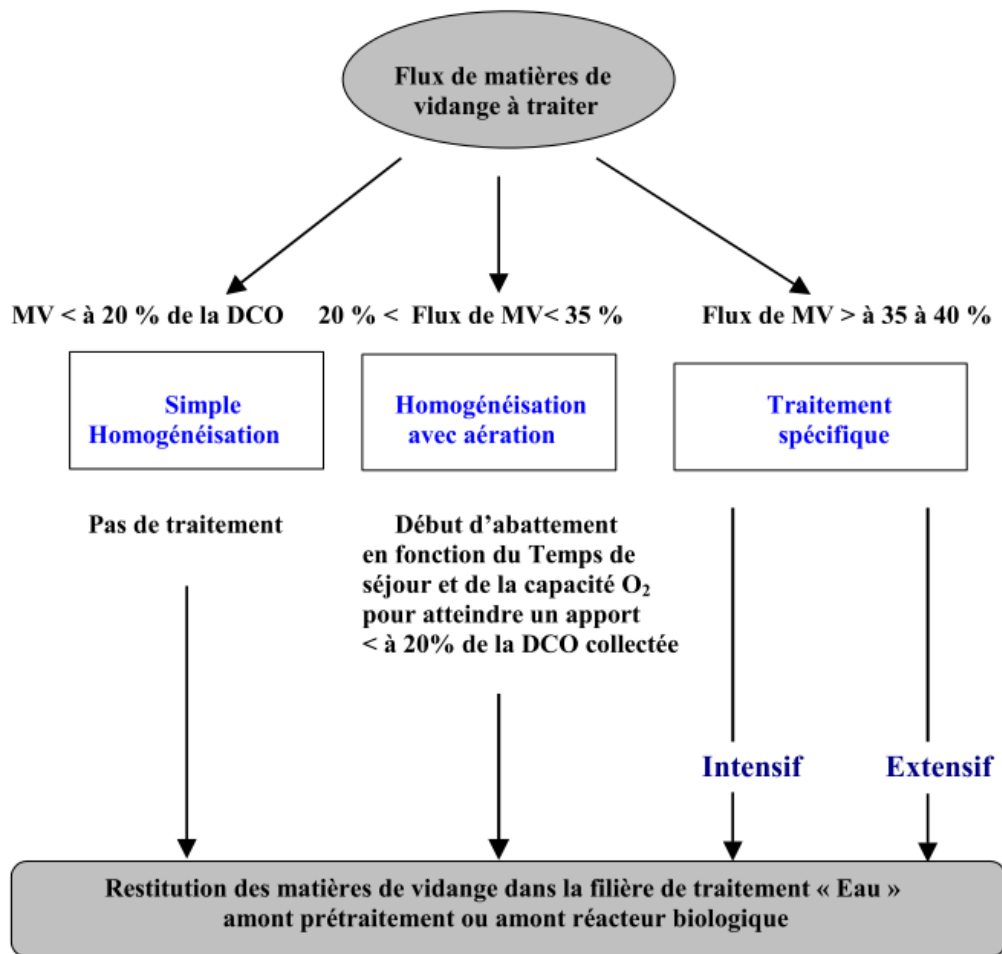 Flux de matières de
vidange à traiter
MV < à 20 % de la DCO
20 % < Flux de MV< 35 %
Flux de MV > à 35 à 40 %
Simple
Homogénéisation
Homogénéisation
avec aération
Traitement
spécifique
Pas de traitement
Début d’abattement
en fonction du Temps de
séjour et de la capacité O₂
pour atteindre un apport
< à 20% de la DCO collectée
Intensif
Extensif
Restitution des matières de vidange dans la filière de traitement « Eau »
amont prétraitement ou amont réacteur biologique